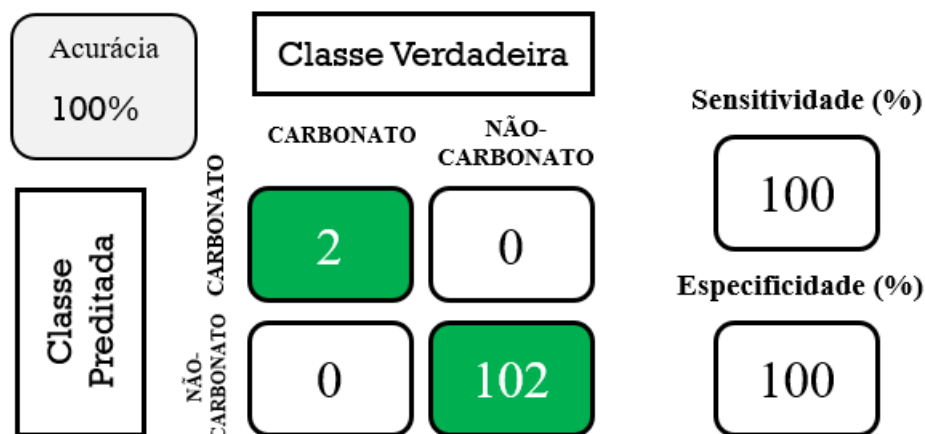 Acurácia
100%
Classe Verdadeira
Sensitividade (%)
CARBONATO
NÃO-
CARBONATO
100
Classe
Preditada
CARBONATO
2
0
Especificidade (%)
NÃO-
CARBONATO
0
102
100